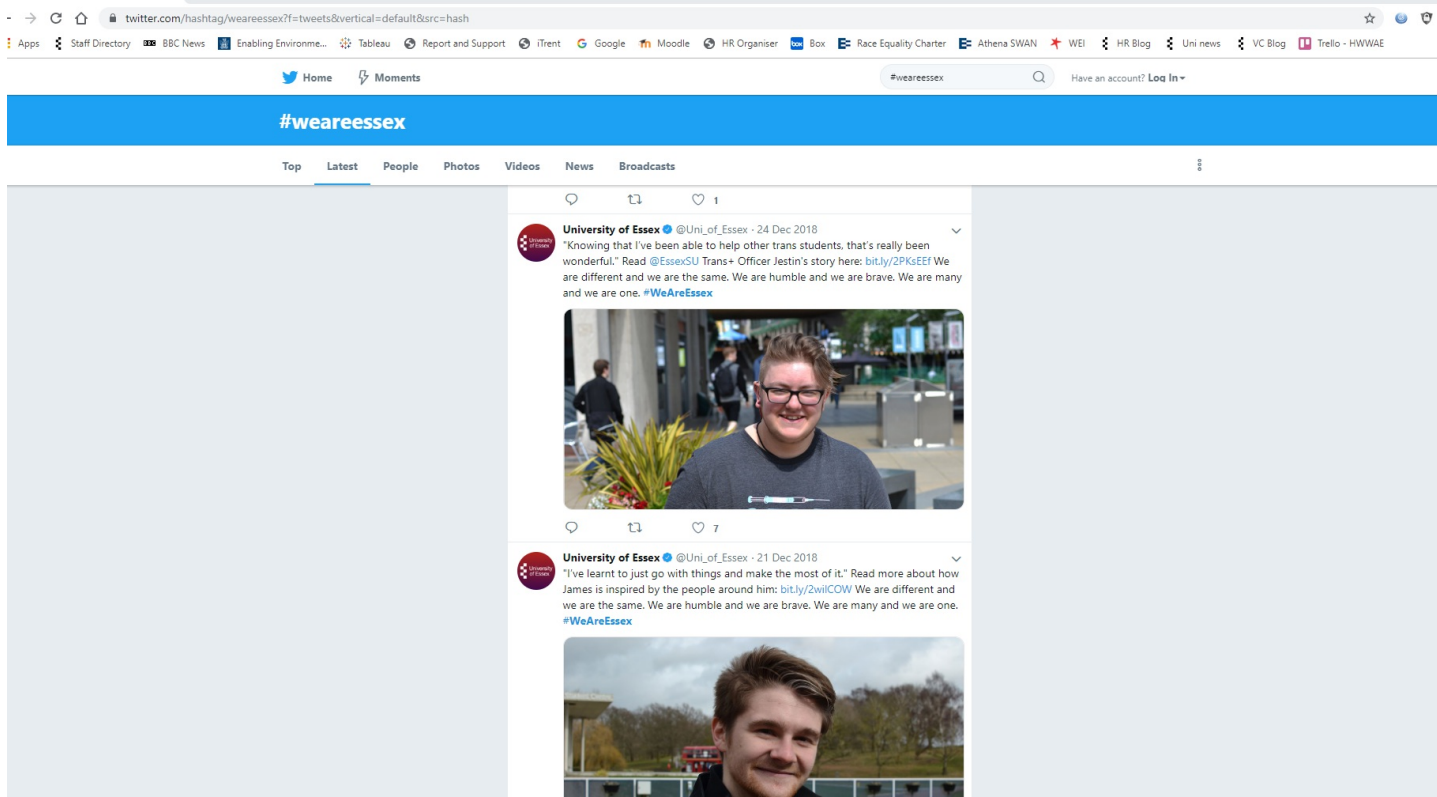 twitter.com/hashtag/weareessex?f=tweets&vertical=default&src=hash
Apps Staff Directory BBC News Enabling Environme... Tableau Report and Support iTrent Google Moodle HR Organiser Box Race Equality Charter Athena SWAN WEI HR Blog Uni news VC Blog Trello - HWWAE
Home Moments #weareessex Have an account? Log In
#weareessex
Top Latest People Photos Videos News Broadcasts
1
University of Essex @Uni_of_Essex · 24 Dec 2018
"Knowing that I've been able to help other trans students, that's really been
wonderful." Read @EssexSU Trans+ Officer Jestin's story here: bit.ly/2PKsEEf We
are different and we are the same. We are humble and we are brave. We are many
and we are one. #WeAreEssex
7
University of Essex @Uni_of_Essex · 21 Dec 2018
"I've learnt to just go with things and make the most of it." Read more about how
James is inspired by the people around him: bit.ly/2wilCOW We are different and
we are the same. We are humble and we are brave. We are many and we are one.
#WeAreEssex